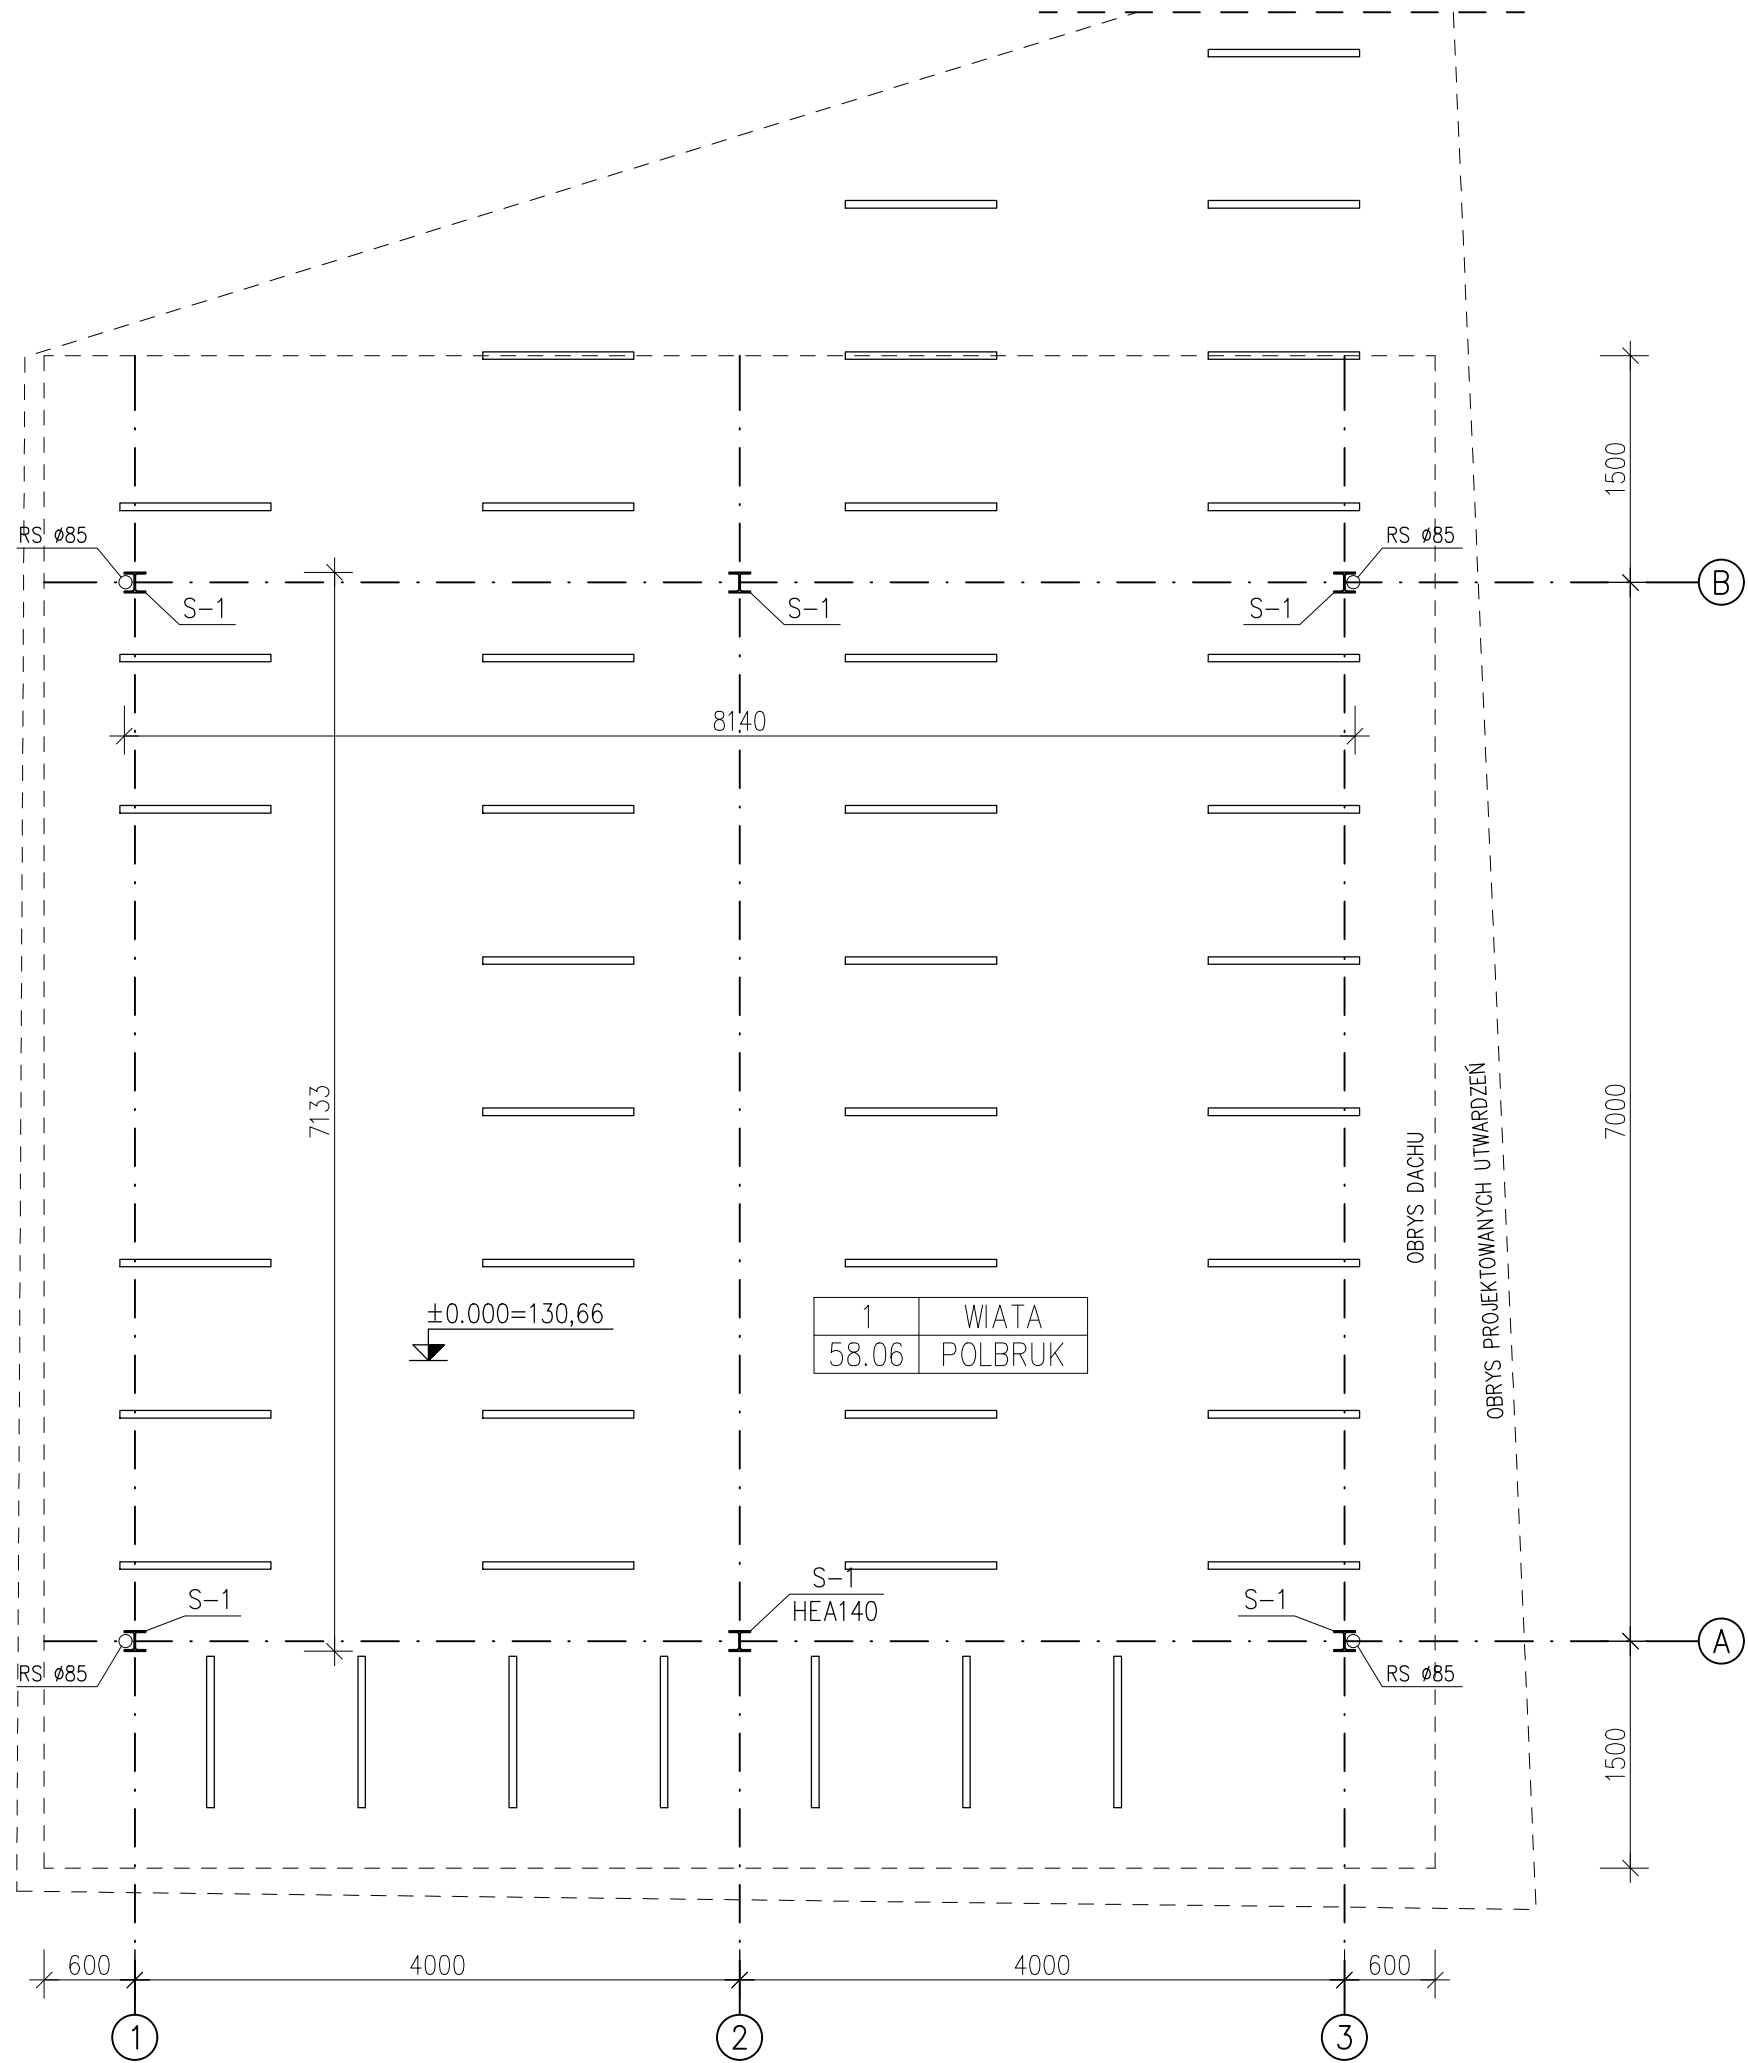 1500
RS ø85
RS ø85
S-1
S-1
S-1
B
8140
7133
7000
OBRYS DACHU
OBRYS PROJEKTOWANYCH UTWARDZEŃ
±0.000=130,66
1 WIATA
58.06 POLBRUK
S-1
S-1
HEA140
S-1
A
RS ø85
RS ø85
1500
600 4000 4000 600
1 2 3